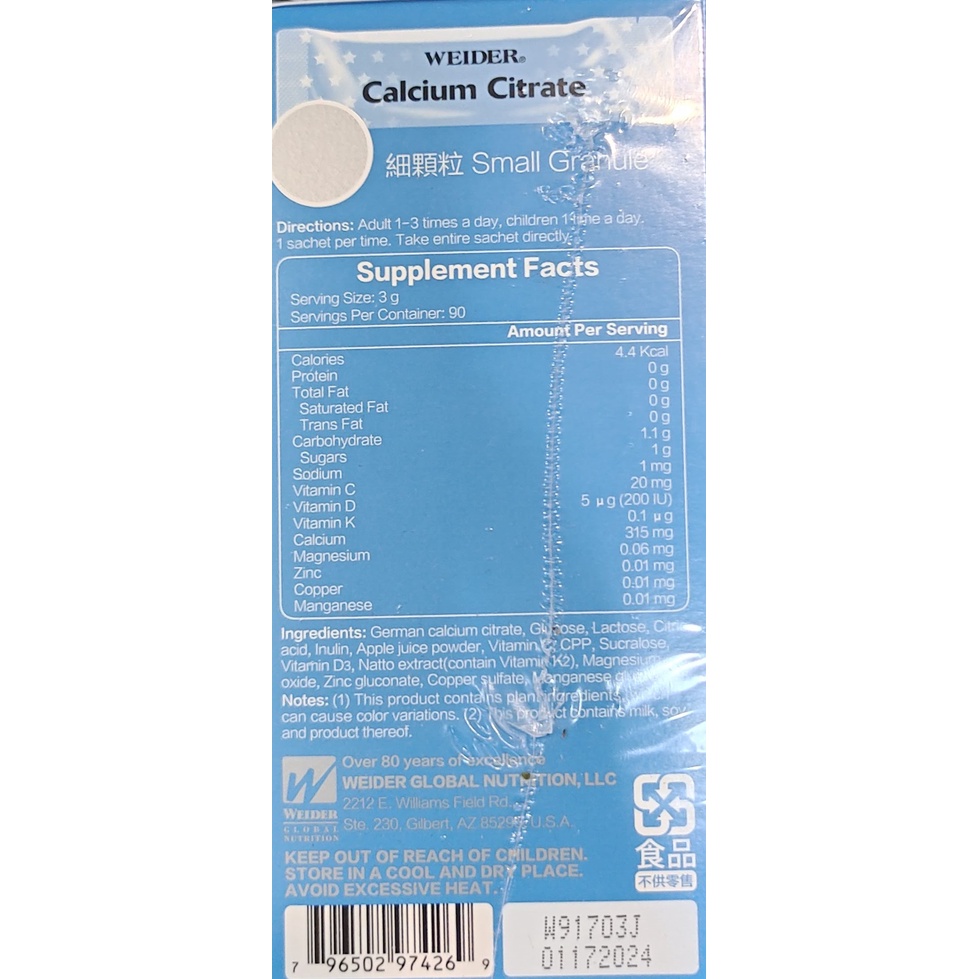 WEIDER®
Calcium Citrate
細顆粒 Small Granule
Directions: Adult 1-3 times a day, children 1 time a day.
1 sachet per time. Take entire sachet directly.
Supplement Facts
Serving Size: 3 g
Servings Per Container: 90
Amount Per Serving
Calories 4.4 Kcal
Protein 0 g
Total Fat 0 g
Saturated Fat 0 g
Trans Fat 0 g
Carbohydrate 1.1 g
Sugars 1 g
Sodium 1 mg
Vitamin C 20 mg
Vitamin D 5 μg (200 IU)
Vitamin K 0.1 μg
Calcium 315 mg
Magnesium 0.06 mg
Zinc 0.01 mg
Copper 0.01 mg
Manganese 0.01 mg
Ingredients: German calcium citrate, Glucose, Lactose, Citric
acid, Inulin, Apple juice powder, Vitamin C, CPP, Sucralose,
Vitamin D3, Natto extract(contain Vitamin K2), Magnesium
oxide, Zinc gluconate, Copper sulfate, Manganese
Notes: (1) This product contains plant ingredients,
can cause color variations. (2) This product contains milk, soy
and product thereof.
Over 80 years of excellence
WEIDER GLOBAL NUTRITION, LLC
2212 E. Williams Field Rd.,
Ste. 230, Gilbert, AZ 85295 U.S.A.
WEIDER
GLOBAL
NUTRITION
KEEP OUT OF REACH OF CHILDREN.
STORE IN A COOL AND DRY PLACE.
AVOID EXCESSIVE HEAT.
食品
不供零售
7 96502 97426 9
W91703J
01172024